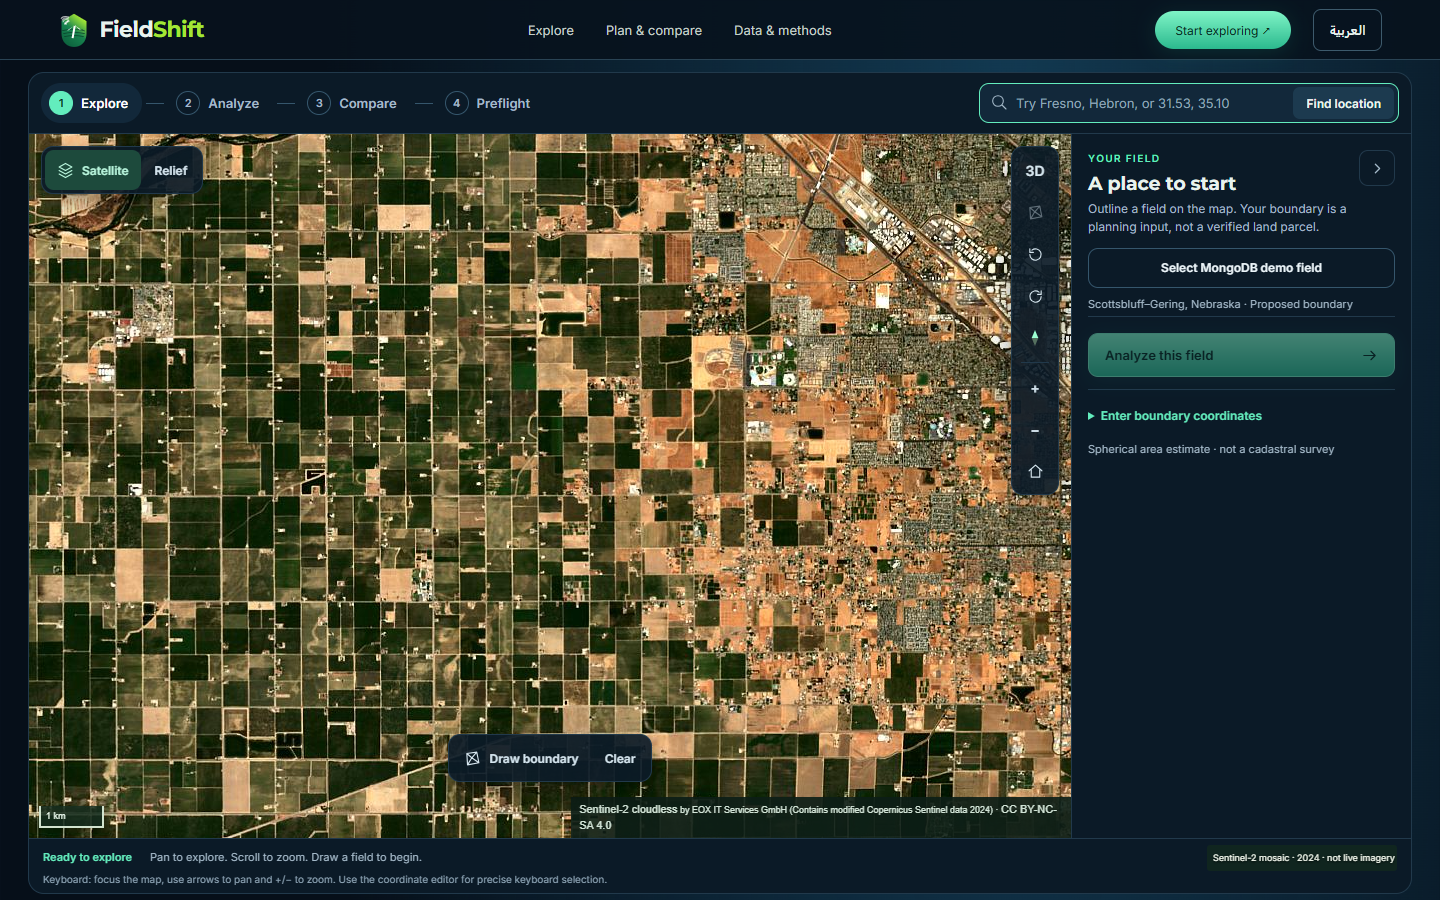 FieldShift
Explore
Plan & compare
Data & methods
Start exploring ↗
العربية
1 Explore
2 Analyze
3 Compare
4 Preflight
Try Fresno, Hebron, or 31.53, 35.10
Find location
Satellite
Relief
3D
YOUR FIELD
A place to start
Outline a field on the map. Your boundary is a
planning input, not a verified land parcel.
Select MongoDB demo field
Scottsbluff–Gering, Nebraska · Proposed boundary
Analyze this field →
Enter boundary coordinates
Spherical area estimate · not a cadastral survey
+
−
Draw boundary
Clear
1 km
Sentinel-2 cloudless by EOX IT Services GmbH (Contains modified Copernicus Sentinel data 2024) · CC BY-NC-
SA 4.0
Ready to explore
Pan to explore. Scroll to zoom. Draw a field to begin.
Sentinel-2 mosaic · 2024 · not live imagery
Keyboard: focus the map, use arrows to pan and +/− to zoom. Use the coordinate editor for precise keyboard selection.